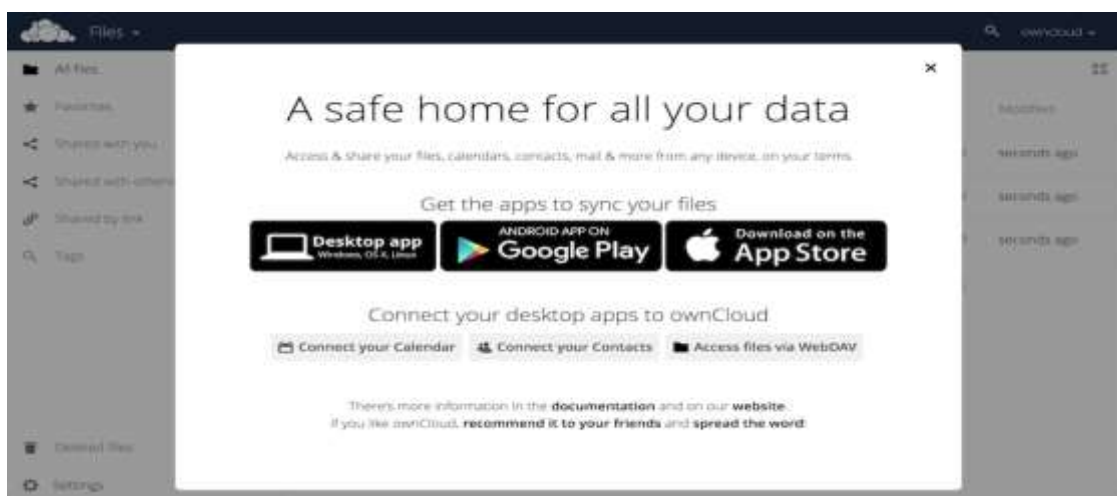 Files
owncloud
All files
Favorites
Shared with you
Shared with others
Shared by link
Tags
Modified
seconds ago
seconds ago
seconds ago
×
A safe home for all your data
Access & share your files, calendars, contacts, mail & more from any device, on your terms.
Get the apps to sync your files
Desktop app
Windows, OS X, Linux
ANDROID APP ON
Google Play
Download on the
App Store
Connect your desktop apps to ownCloud
Connect your Calendar
Connect your Contacts
Access files via WebDAV
There's more information in the documentation and on our website.
If you like ownCloud, recommend it to your friends and spread the word!
Deleted files
Settings